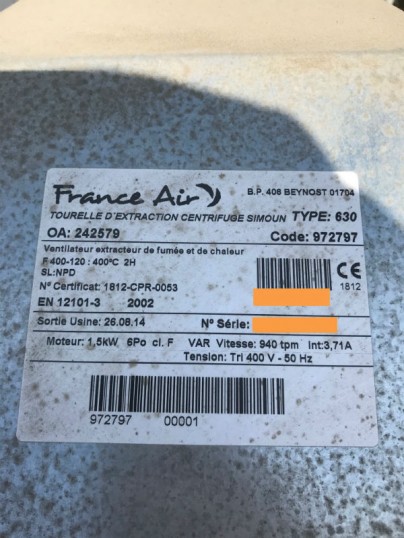 France Air
B.P. 406 BEYNOST 01704
TOURELLE D'EXTRACTION CENTRIFUGE SIMOUN TYPE: 630
OA: 242579 Code: 972797
Ventilateur extracteur de fumée et de chaleur
F 400-120 : 400°C 2H
SL:NPD
N° Certificat: 1812-CPR-0053
CE
1812
EN 12101-3 2002
Sortie Usine: 26.08.14 N° Série:
Moteur: 1,5kW 6Po cl. F VAR Vitesse: 940 tpm Int:3,71A
Tension: Tri 400 V - 50 Hz
972797 00001